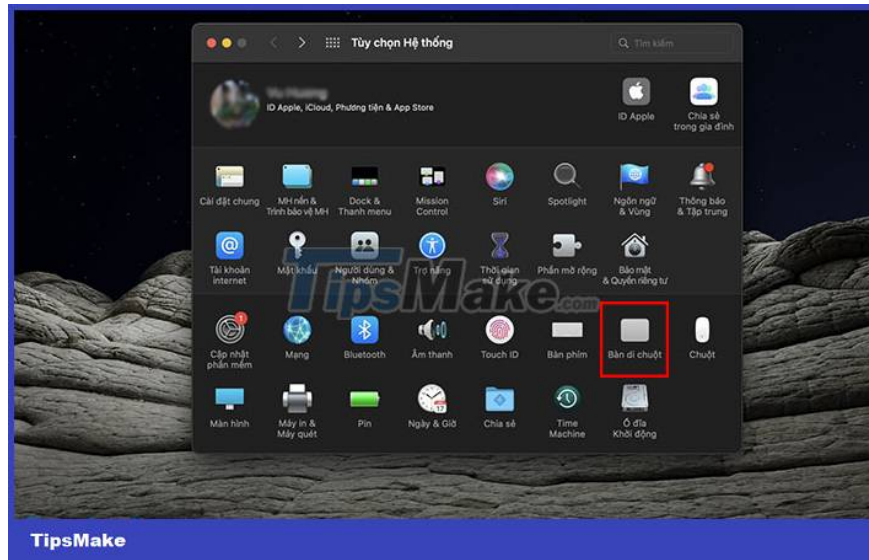 Tùy chọn Hệ thống
Tìm kiếm
ID Apple, iCloud, Phương tiện & App Store
ID Apple
Chia sẻ
trong gia đình
Cài đặt chung
MH nền &
Trình bảo vệ MH
Dock &
Thanh menu
Mission
Control
Siri
Spotlight
Ngôn ngữ
& Vùng
Thông báo
& Tập trung
Tài khoản
internet
Mật khẩu
Người dùng &
Nhóm
Trợ năng
Thời gian
sử dụng
Phần mở rộng
Bảo mật
& Quyền riêng tư
TipsMake.com
1
Cập nhật
phần mềm
Mạng
Bluetooth
Âm thanh
Touch ID
Bàn phím
Bàn di chuột
Chuột
Màn hình
Máy in &
Máy quét
Pin
17
Ngày & Giờ
Chia sẻ
Time
Machine
Ổ đĩa
Khởi động
TipsMake